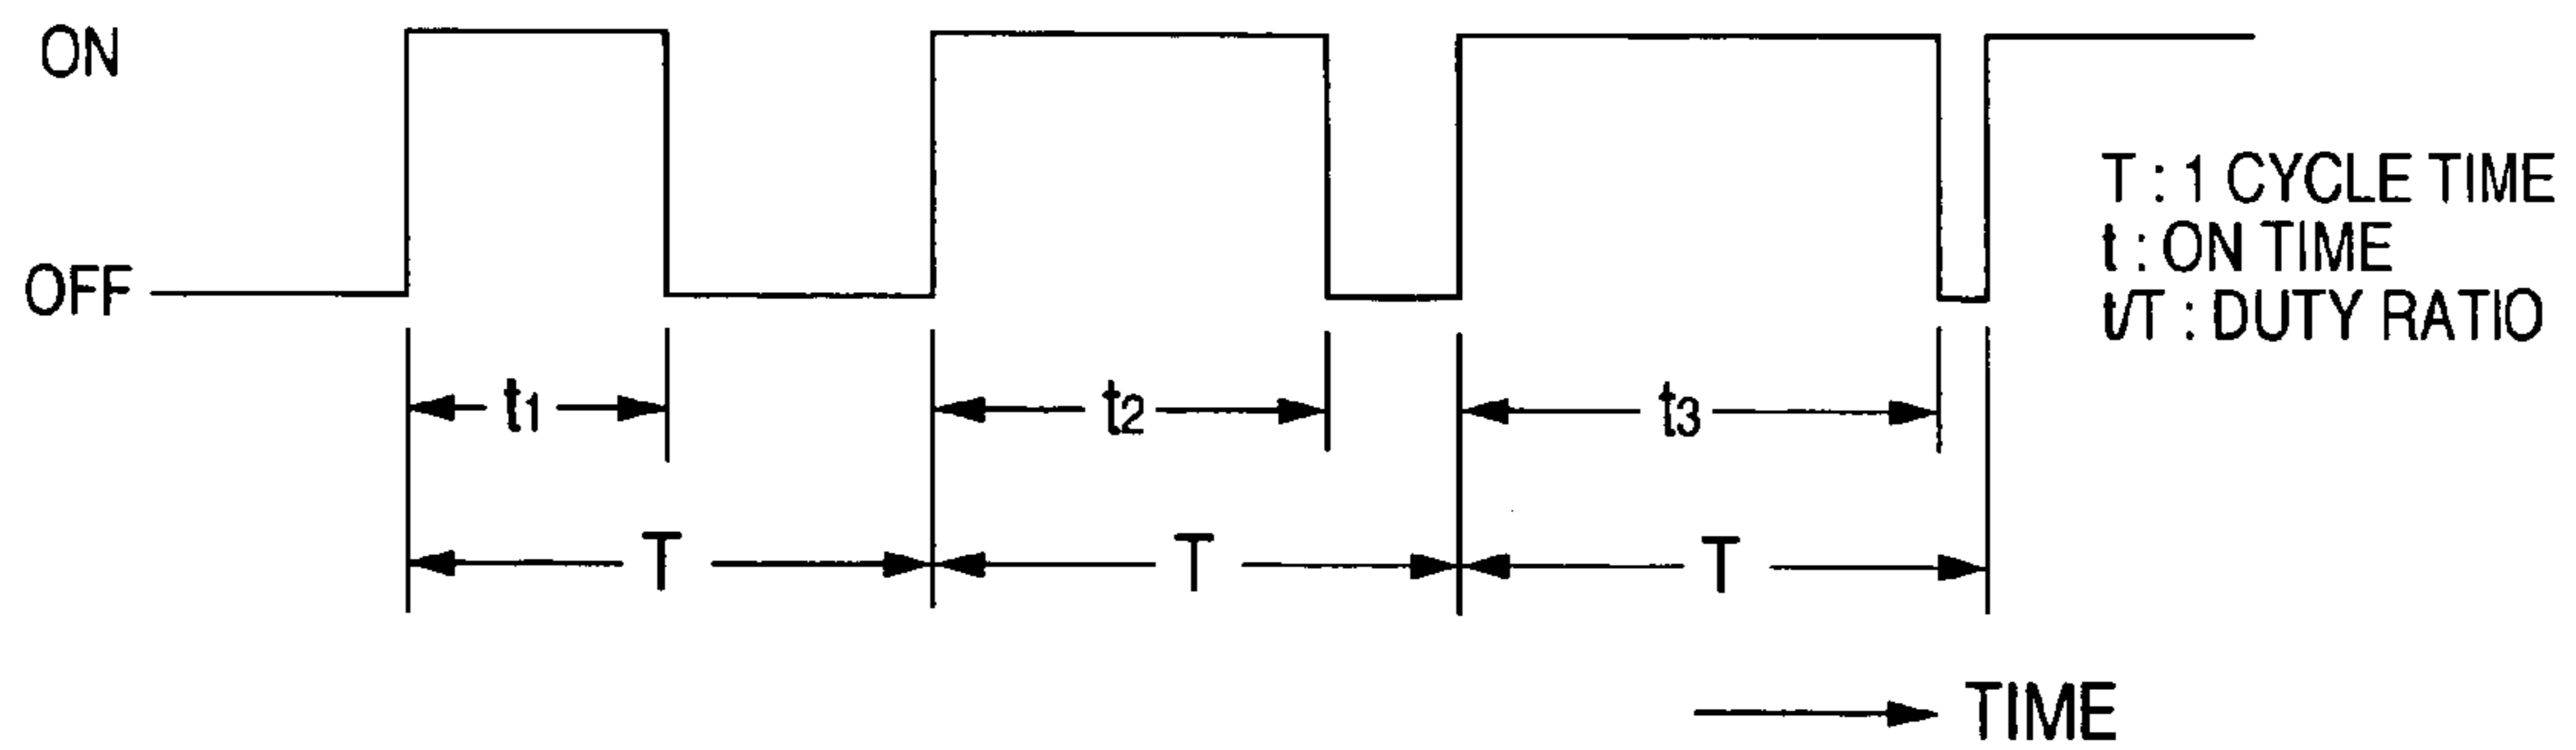 ON
OFF
T : 1 CYCLE TIME
t : ON TIME
t/T : DUTY RATIO
t1 t2 t3
T T T
TIME